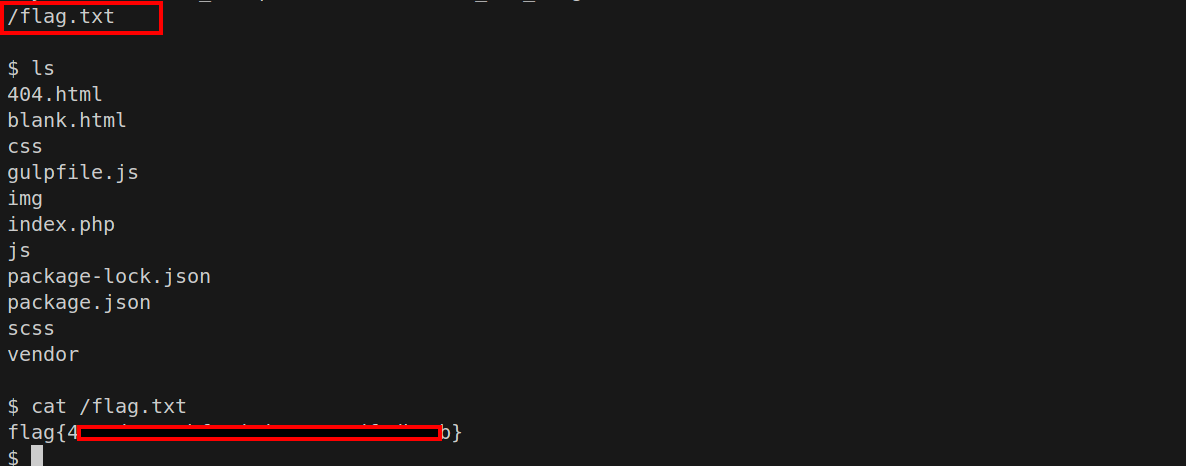 /flag.txt
$ ls
404.html
blank.html
css
gulpfile.js
img
index.php
js
package-lock.json
package.json
scss
vendor
$ cat /flag.txt
flag{4 b}
$